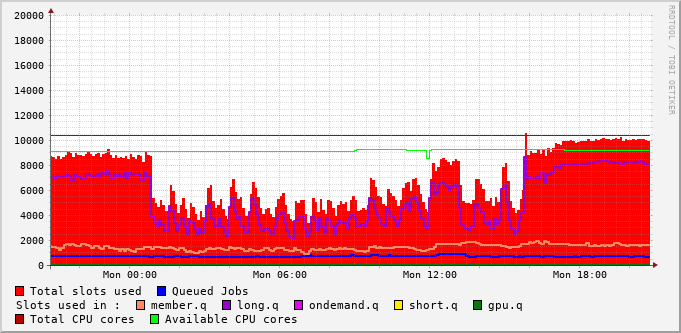 20000
18000
16000
14000
12000
10000
8000
6000
4000
2000
0
Mon 00:00 Mon 06:00 Mon 12:00 Mon 18:00
Total slots used Queued Jobs
Slots used in : member.q long.q ondemand.q short.q gpu.q
Total CPU cores Available CPU cores
RRDTOOL / TOBI OETIKER